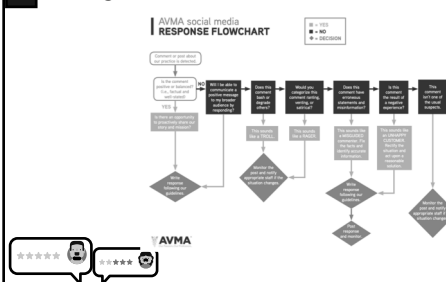 AVMA social media
RESPONSE FLOWCHART
= YES
= NO
= DECISION
Comment or post about
our practice is detected.
Is the comment
positive or balanced?
(i.e., factual and
well-stated)
NO
YES
Will I be able to
communicate a
positive message
to my broader
audience by
responding?
Does this
comment
bash or
degrade
others?
Would you
categorize this
comment ranting,
venting, or
satirical?
Does this
comment have
erroneous
statements and
misinformation?
Is this
comment
the result of
a negative
experience?
This
comment
isn't one of
the usual
suspects.
Is there an opportunity
to proactively share our
story and mission?
This sounds
like a TROLL.
This sounds
like a RAGER.
This sounds like
a MISGUIDED
commenter. Fix
the facts and
identify accurate
information.
This sounds like
an UNHAPPY
CUSTOMER.
Rectify the
situation and
act upon a
reasonable
solution.
Write
response
following our
guidelines.
Monitor the
post and notify
appropriate staff if the
situation changes.
Write
response
following our
guidelines.
Post
response
and monitor
Monitor the
post and notify
appropriate staff if the
situation changes.
AVMA